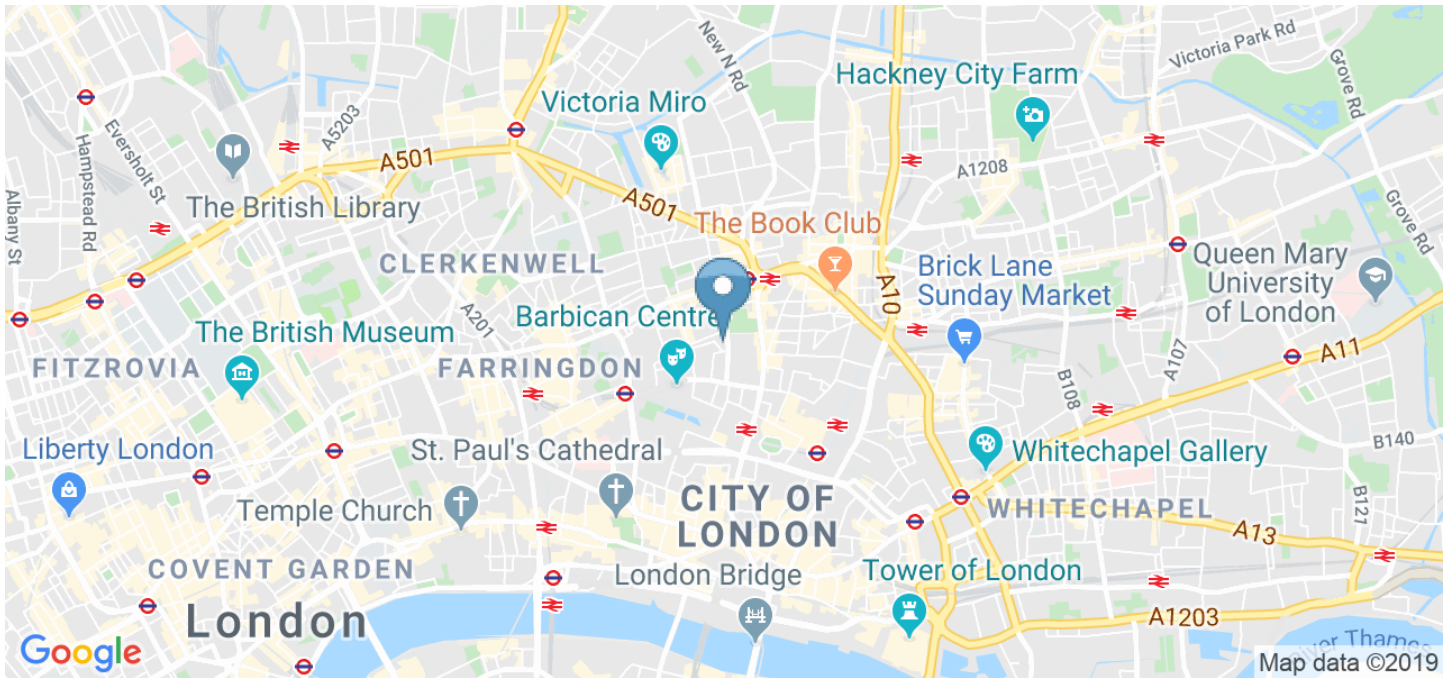 New N Rd
Victoria Park Rd
Hackney City Farm
Victoria Miro
Grove Rd
A5203
Eversholt St
Hampstead Rd
A501
A1208
The British Library
A501
Albany St
The Book Club
Grove Rd
CLERKENWELL
Queen Mary
University
of London
Brick Lane
Sunday Market
A10
A201
Barbican Centre
The British Museum
A11
A107
FITZROVIA
FARRINGDON
B108
B140
Liberty London
St. Paul's Cathedral
Whitechapel Gallery
CITY OF
LONDON
Temple Church
WHITECHAPEL
B121
A13
COVENT GARDEN
London Bridge
Tower of London
London
A1203
Google
Thames
Map data ©2019